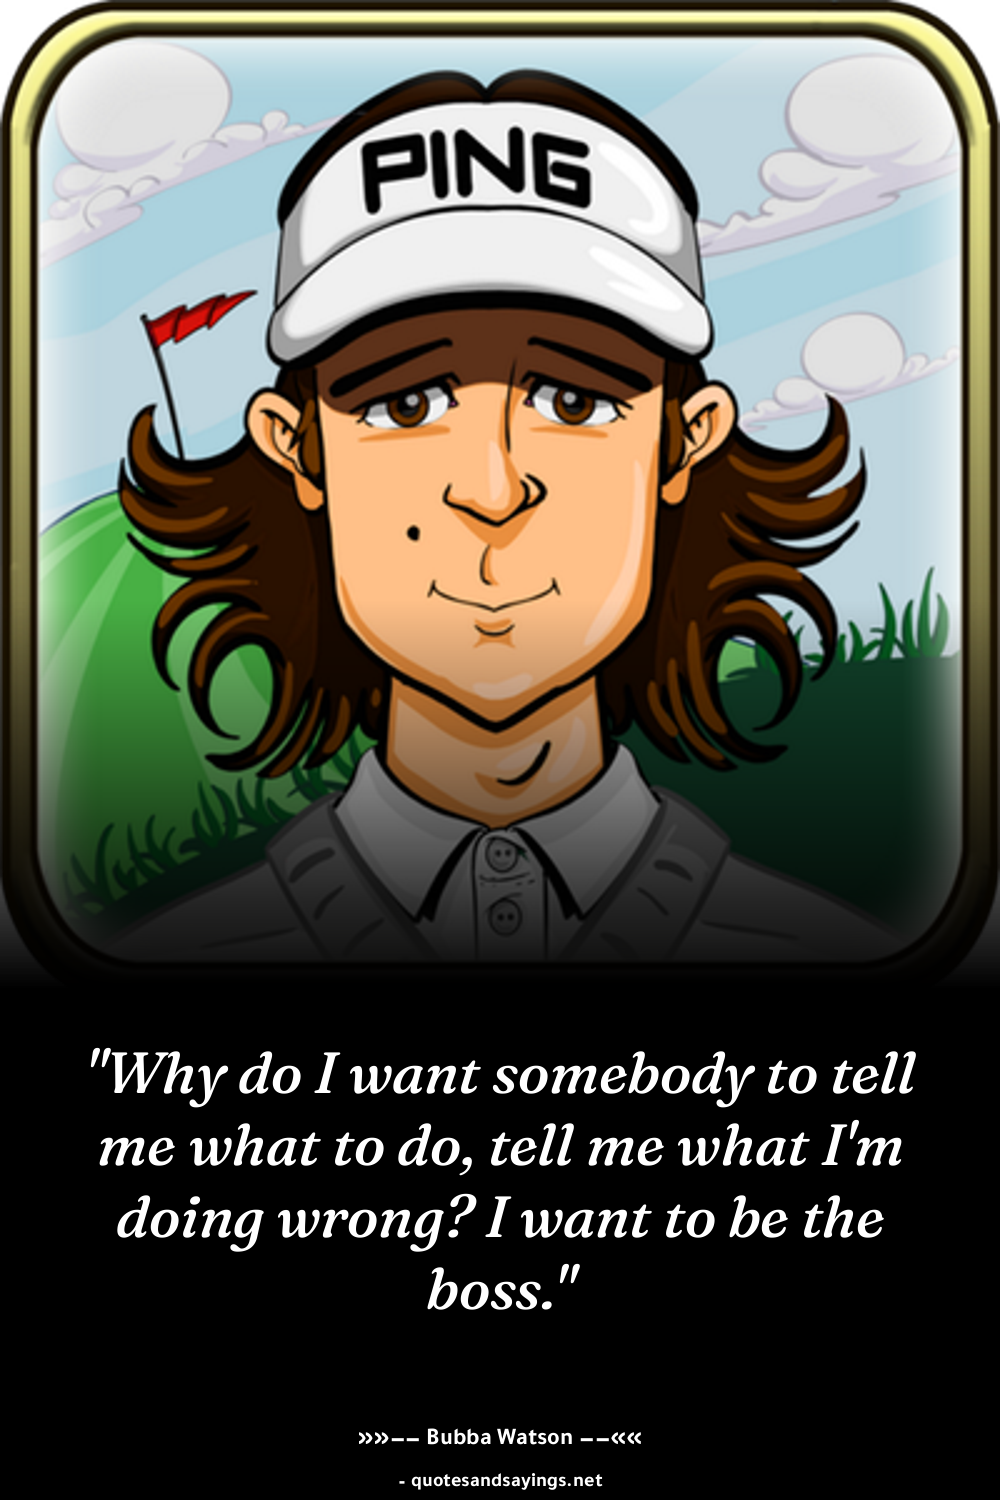 PING
"Why do I want somebody to tell
me what to do, tell me what I'm
doing wrong? I want to be the
boss."
»»−− Bubba Watson −−««
- quotesandsayings.net